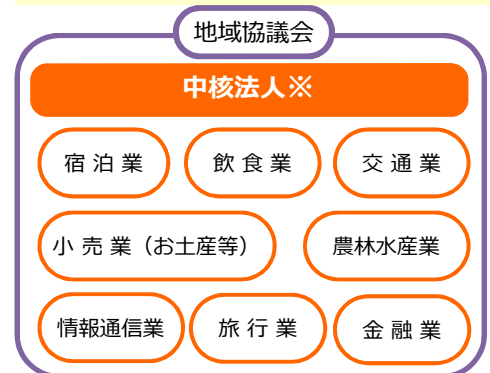 地域協議会
中核法人※
宿泊業 飲食業 交通業
小売業（お土産等） 農林水産業
情報通信業 旅行業 金融業